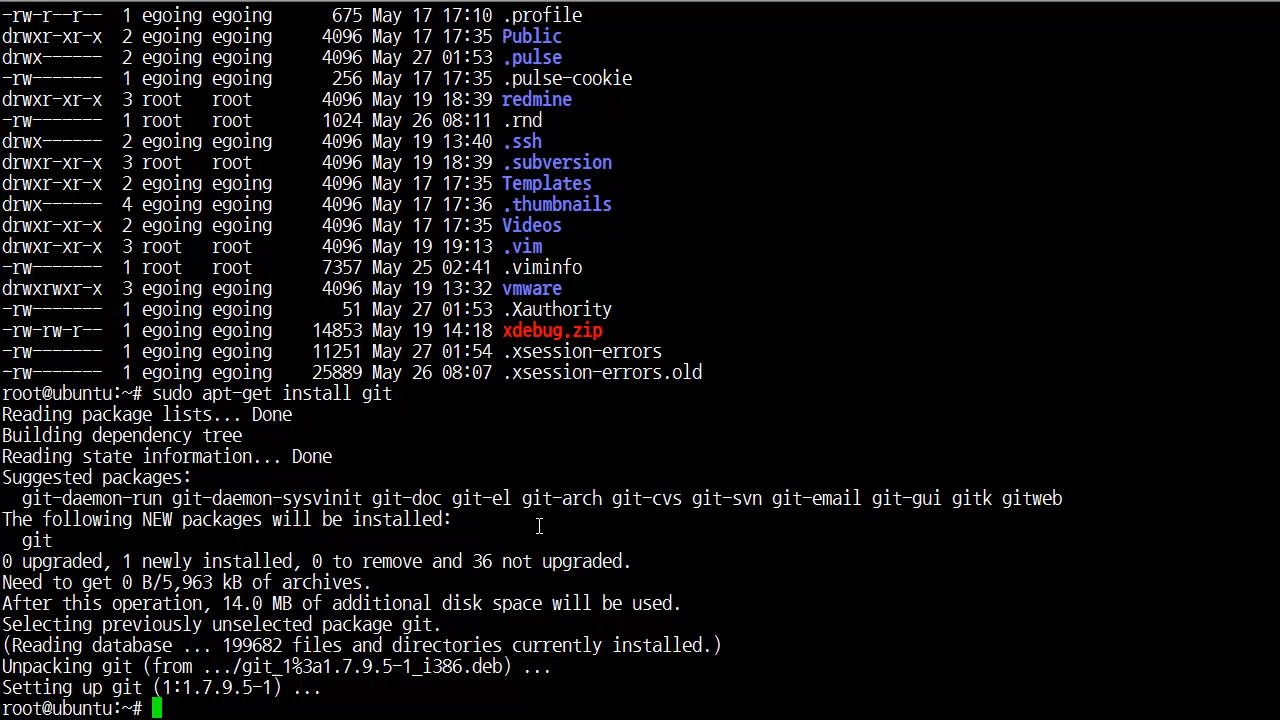 -rw-r--r--  1 egoing egoing      675 May 17 17:10 .profile
drwxr-xr-x  2 egoing egoing     4096 May 17 17:35 Public
drwx------  2 egoing egoing     4096 May 27 01:53 .pulse
-rw-------  1 egoing egoing      256 May 17 17:35 .pulse-cookie
drwxr-xr-x  3 root   root       4096 May 19 18:39 redmine
-rw-------  1 root   root       1024 May 26 08:11 .rnd
drwx------  2 egoing egoing     4096 May 19 13:40 .ssh
drwxr-xr-x  3 root   root       4096 May 19 18:39 .subversion
drwxr-xr-x  2 egoing egoing     4096 May 17 17:35 Templates
drwx------  4 egoing egoing     4096 May 17 17:36 .thumbnails
drwxr-xr-x  2 egoing egoing     4096 May 17 17:35 Videos
drwxr-xr-x  3 root   root       4096 May 19 19:13 .vim
-rw-------  1 root   root       7357 May 25 02:41 .viminfo
drwxrwxr-x  3 egoing egoing     4096 May 19 13:32 vmware
-rw-------  1 egoing egoing       51 May 27 01:53 .Xauthority
-rw-rw-r--  1 egoing egoing    14853 May 19 14:18 xdebug.zip
-rw-------  1 egoing egoing    11251 May 27 01:54 .xsession-errors
-rw-------  1 egoing egoing    25889 May 26 08:07 .xsession-errors.old
root@ubuntu:~# sudo apt-get install git
Reading package lists... Done
Building dependency tree
Reading state information... Done
Suggested packages:
  git-daemon-run git-daemon-sysvinit git-doc git-el git-arch git-cvs git-svn git-email git-gui gitk gitweb
The following NEW packages will be installed:
  git
0 upgraded, 1 newly installed, 0 to remove and 36 not upgraded.
Need to get 0 B/5,963 kB of archives.
After this operation, 14.0 MB of additional disk space will be used.
Selecting previously unselected package git.
(Reading database ... 199682 files and directories currently installed.)
Unpacking git (from .../git_1%3a1.7.9.5-1_i386.deb) ...
Setting up git (1:1.7.9.5-1) ...
root@ubuntu:~#